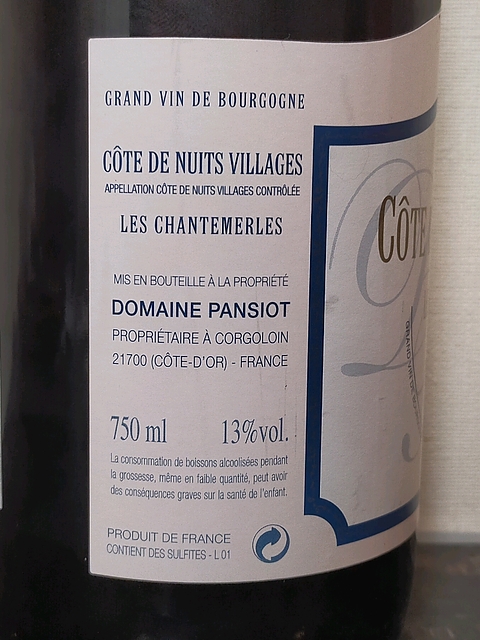 GRAND VIN DE BOURGOGNE
CÔTE DE NUITS VILLAGES
APPELLATION CÔTE DE NUITS VILLAGES CONTRÔLÉE
LES CHANTEMERLES
MIS EN BOUTEILLE À LA PROPRIÉTÉ
DOMAINE PANSIOT
PROPRIÉTAIRE À CORGOLOIN
21700 (CÔTE-D'OR) - FRANCE
750 ml 13%vol.
La consommation de boissons alcoolisées pendant
la grossesse, même en faible quantité, peut avoir
des conséquences graves sur la santé de l'enfant.
PRODUIT DE FRANCE
CONTIENT DES SULFITES - L 01
CÔTE